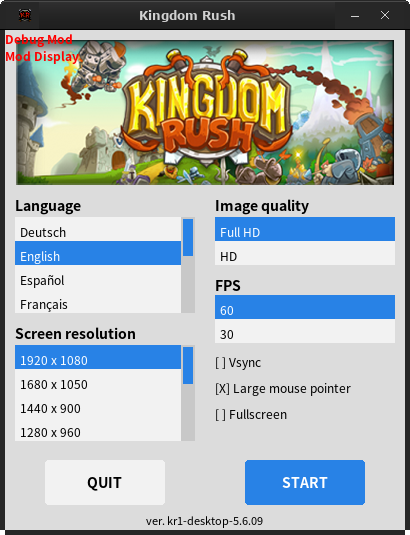 Kingdom Rush
Debug Mod
Mod Display
KINGDOM
RUSH
Language
Deutsch
English
Español
Français
Screen resolution
1920 x 1080
1680 x 1050
1440 x 900
1280 x 960
Image quality
Full HD
HD
FPS
60
30
[ ] Vsync
[X] Large mouse pointer
[ ] Fullscreen
QUIT
START
ver. kr1-desktop-5.6.09